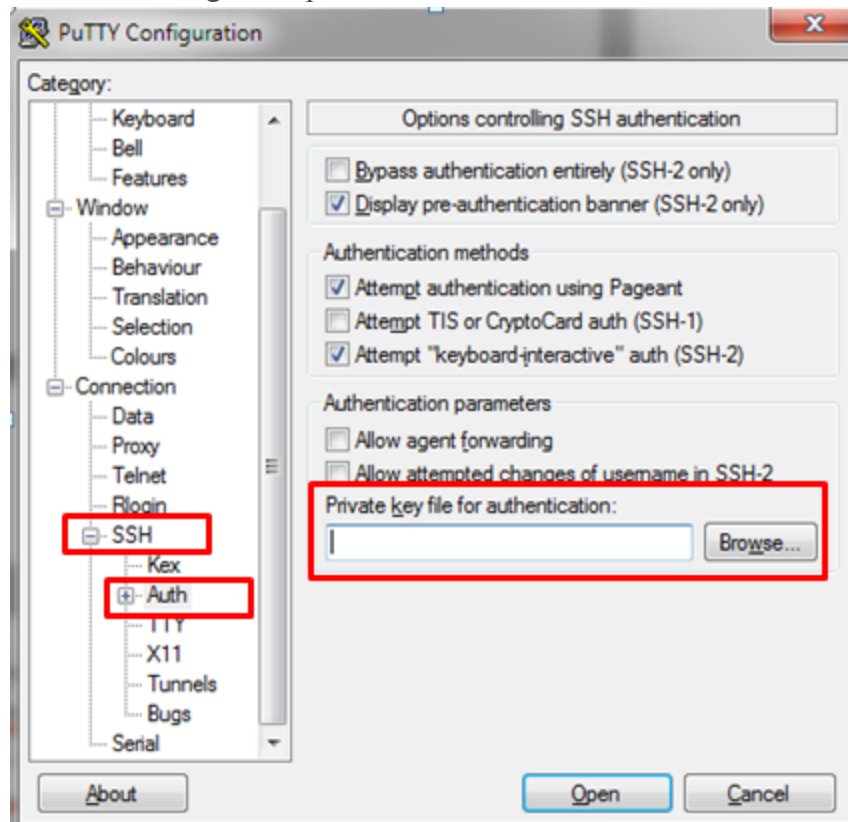 PuTTY Configuration
Category:
Keyboard
Bell
Features
Window
Appearance
Behaviour
Translation
Selection
Colours
Connection
Data
Proxy
Telnet
Rlogin
SSH
Kex
Auth
TTY
X11
Tunnels
Bugs
Serial
Options controlling SSH authentication
Bypass authentication entirely (SSH-2 only)
Display pre-authentication banner (SSH-2 only)
Authentication methods
Attempt authentication using Pageant
Attempt TIS or CryptoCard auth (SSH-1)
Attempt "keyboard-interactive" auth (SSH-2)
Authentication parameters
Allow agent forwarding
Allow attempted changes of username in SSH-2
Private key file for authentication:
Browse...
About
Open
Cancel